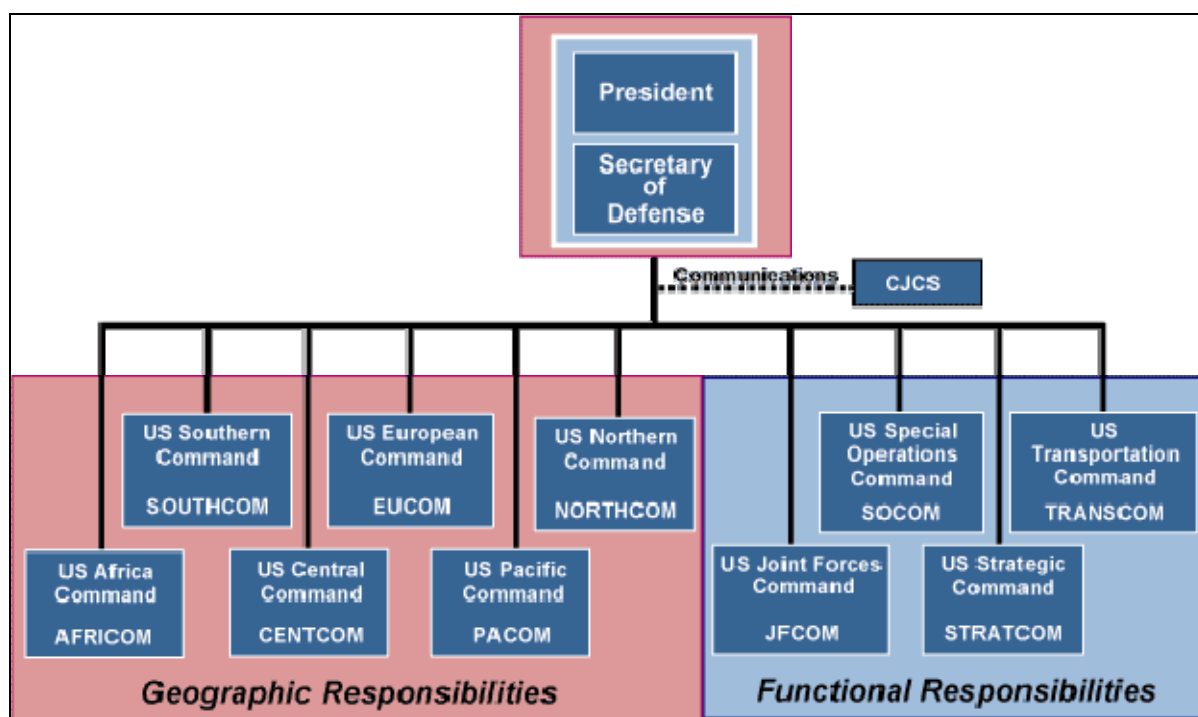 President
Secretary
of
Defense
Communications
CJCS
US Southern
Command
SOUTHCOM
US European
Command
EUCOM
US Northern
Command
NORTHCOM
US Special
Operations
Command
SOCOM
US
Transportation
Command
TRANSCOM
US Africa
Command
AFRICOM
US Central
Command
CENTCOM
US Pacific
Command
PACOM
US Joint Forces
Command
JFCOM
US Strategic
Command
STRATCOM
Geographic Responsibilities
Functional Responsibilities